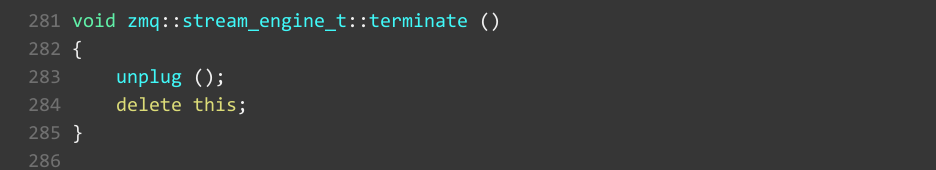 281 void zmq::stream_engine_t::terminate ()
282 {
283     unplug ();
284     delete this;
285 }
286